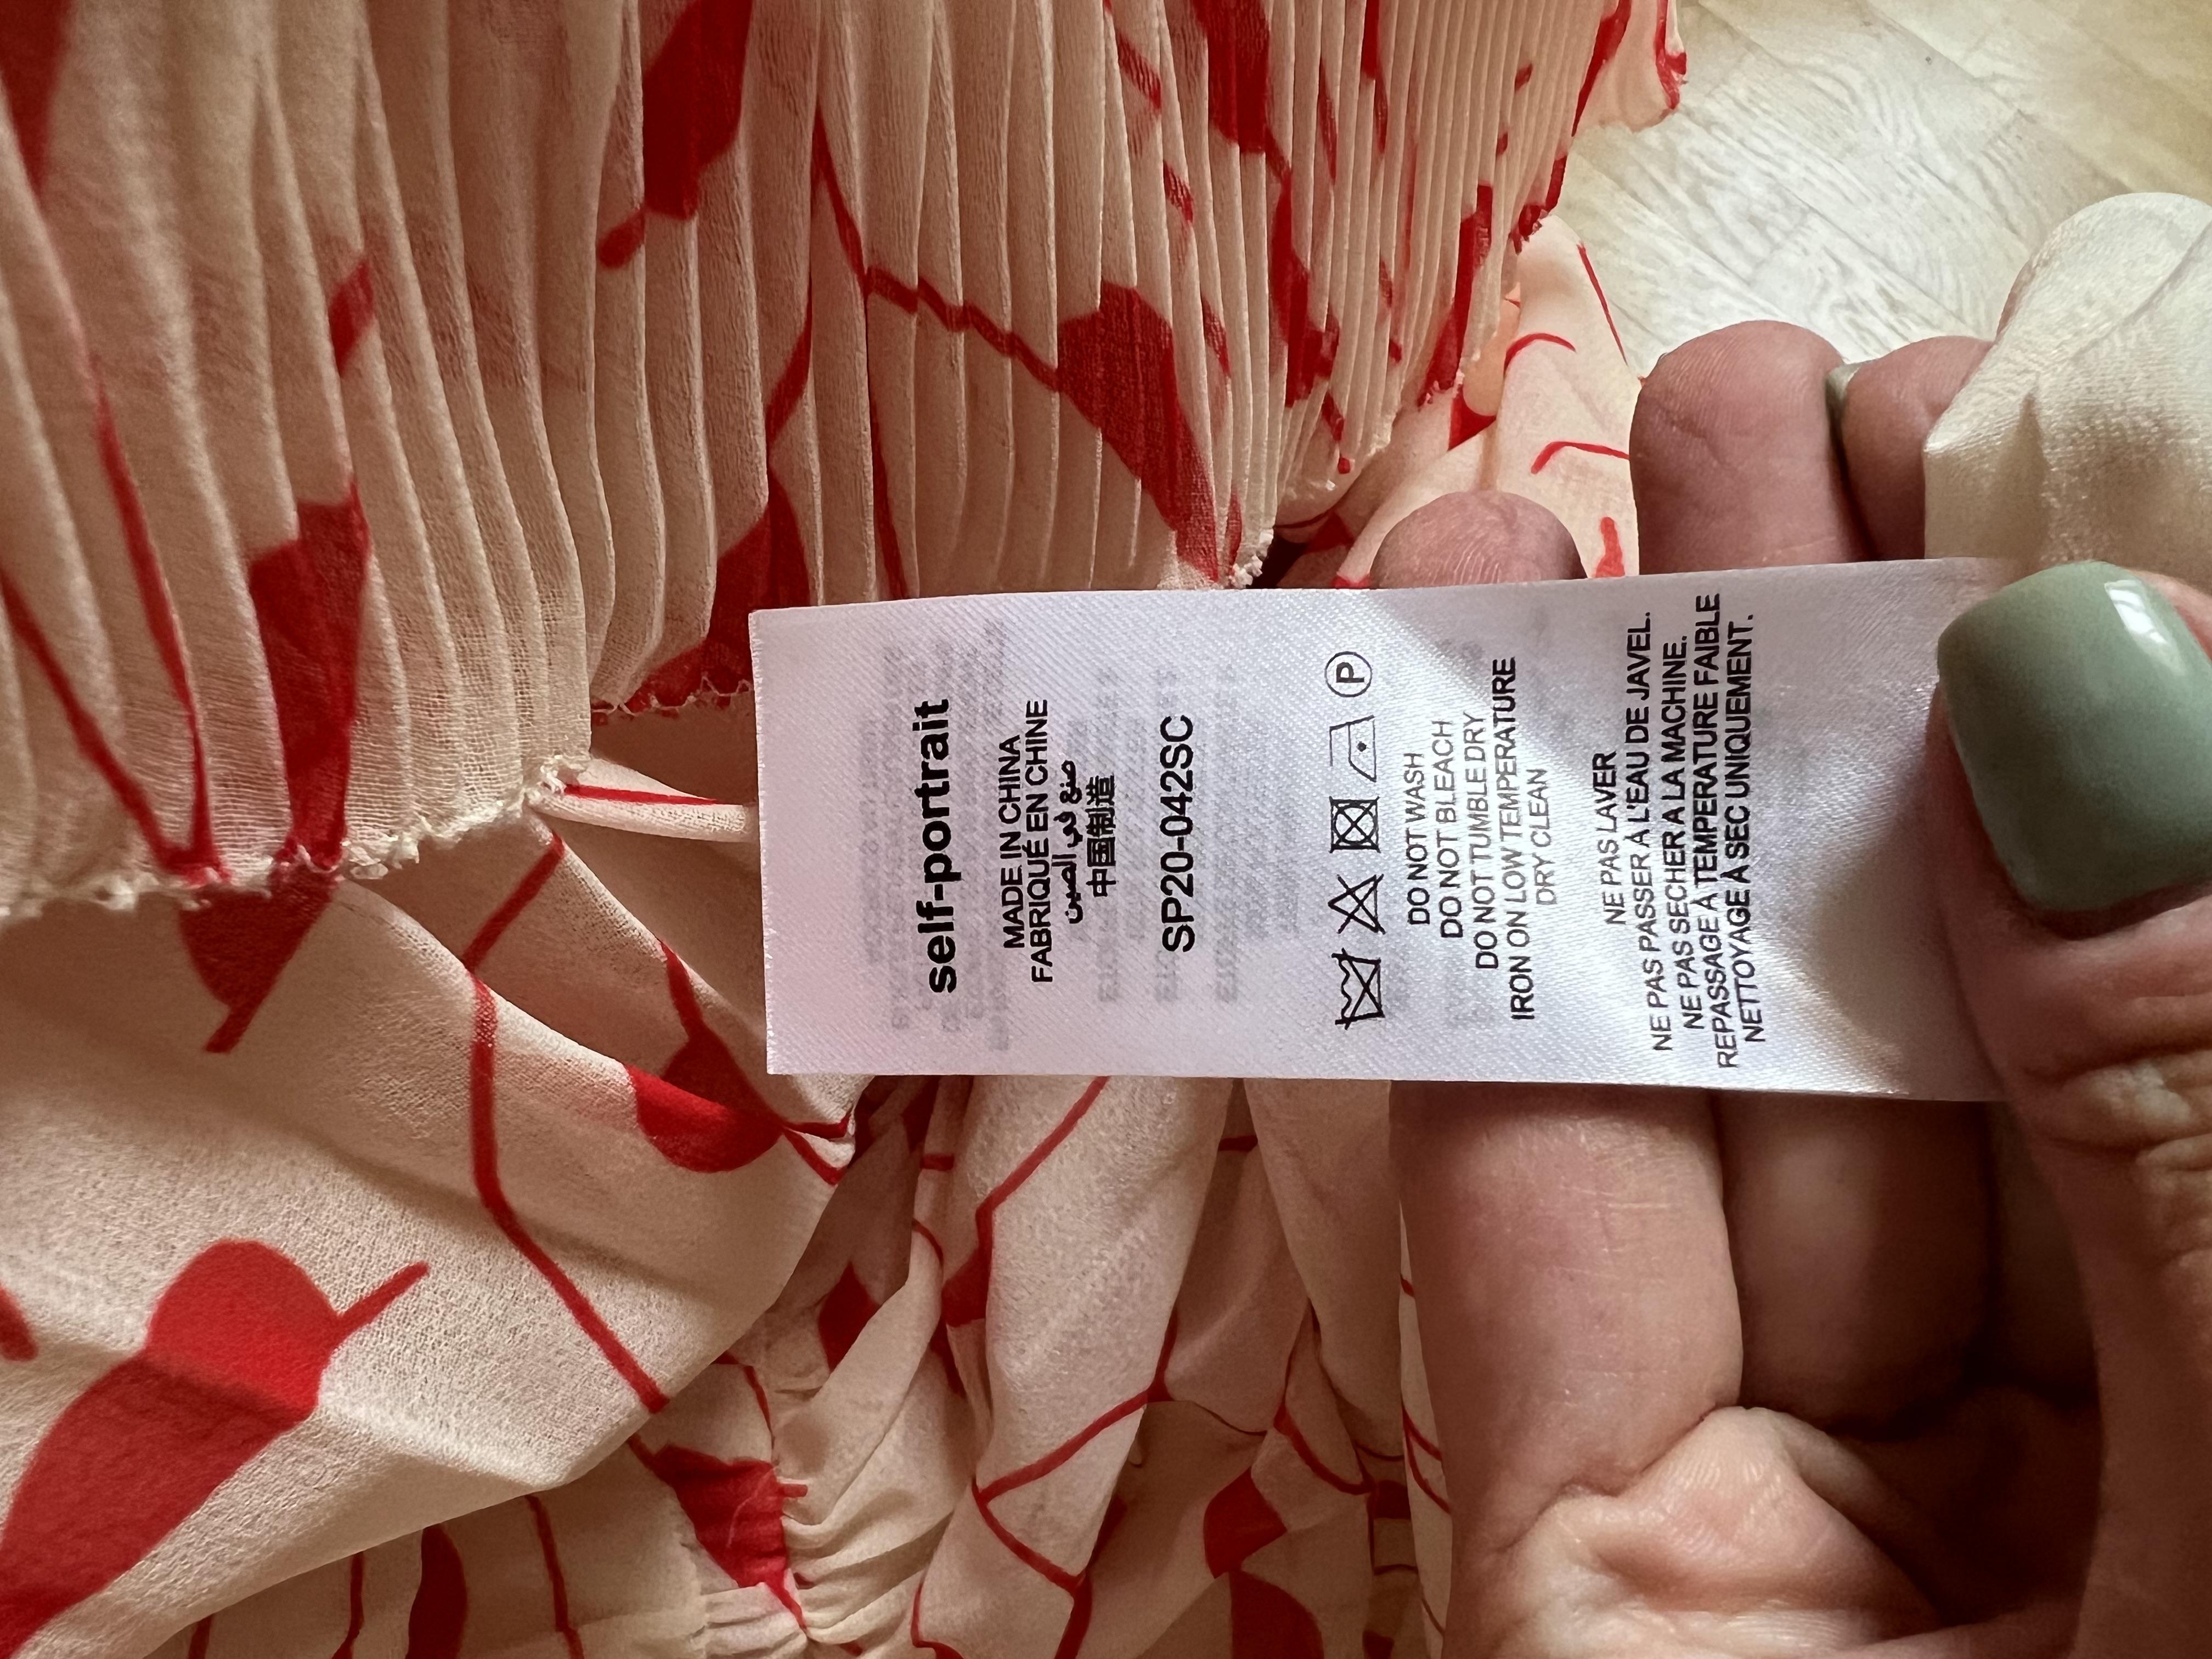 self-portrait
MADE IN CHINA
FABRIQUÉ EN CHINE
صنع في الصين
中国制造
SP20-042SC
P
DO NOT WASH
DO NOT BLEACH
DO NOT TUMBLE DRY
IRON ON LOW TEMPERATURE
DRY CLEAN
NE PAS LAVER
NE PAS PASSER À L'EAU DE JAVEL.
NE PAS SECHER A LA MACHINE.
REPASSAGE À TEMPERATURE FAIBLE
NETTOYAGE À SEC UNIQUEMENT.